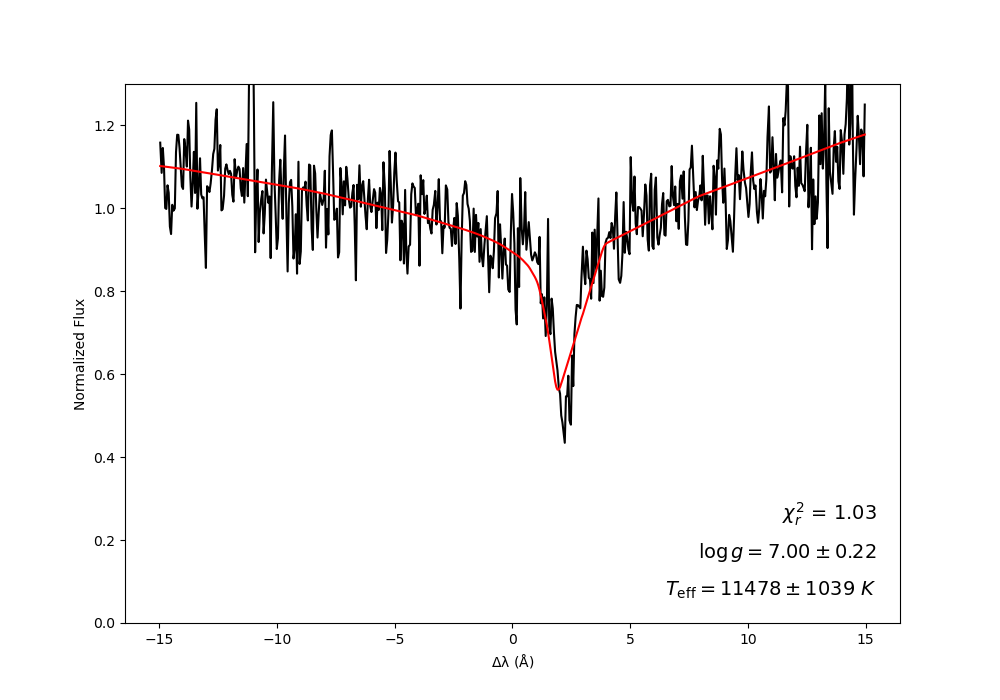 1.2
1.0
0.8
0.6
0.4
0.2
0.0
Normalized Flux
χ²ᵣ = 1.03
log g = 7.00 ± 0.22
T_eff = 11478 ± 1039 K
−15 −10 −5 0 5 10 15
Δλ (Å)